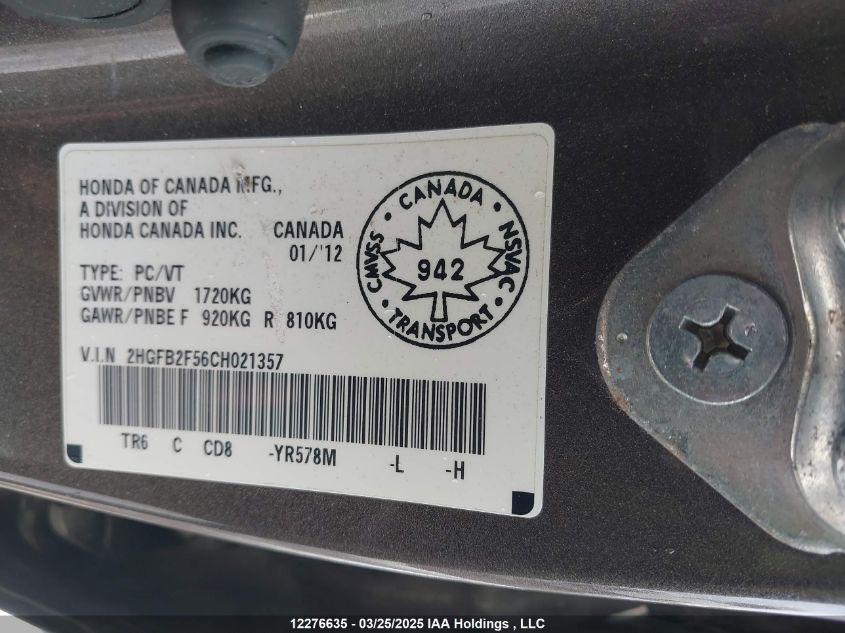 HONDA OF CANADA MFG.,
A DIVISION OF
HONDA CANADA INC. CANADA
01/'12
TYPE: PC/VT
GVWR/PNBV 1720KG
GAWR/PNBE F 920KG R 810KG
CANADA • NSVAC • TRANSPORT • CMVSS •
942
V.I.N 2HGFB2F56CH021357
TR6 C CD8 -YR578M -L -H
12276635 - 03/25/2025 IAA Holdings , LLC